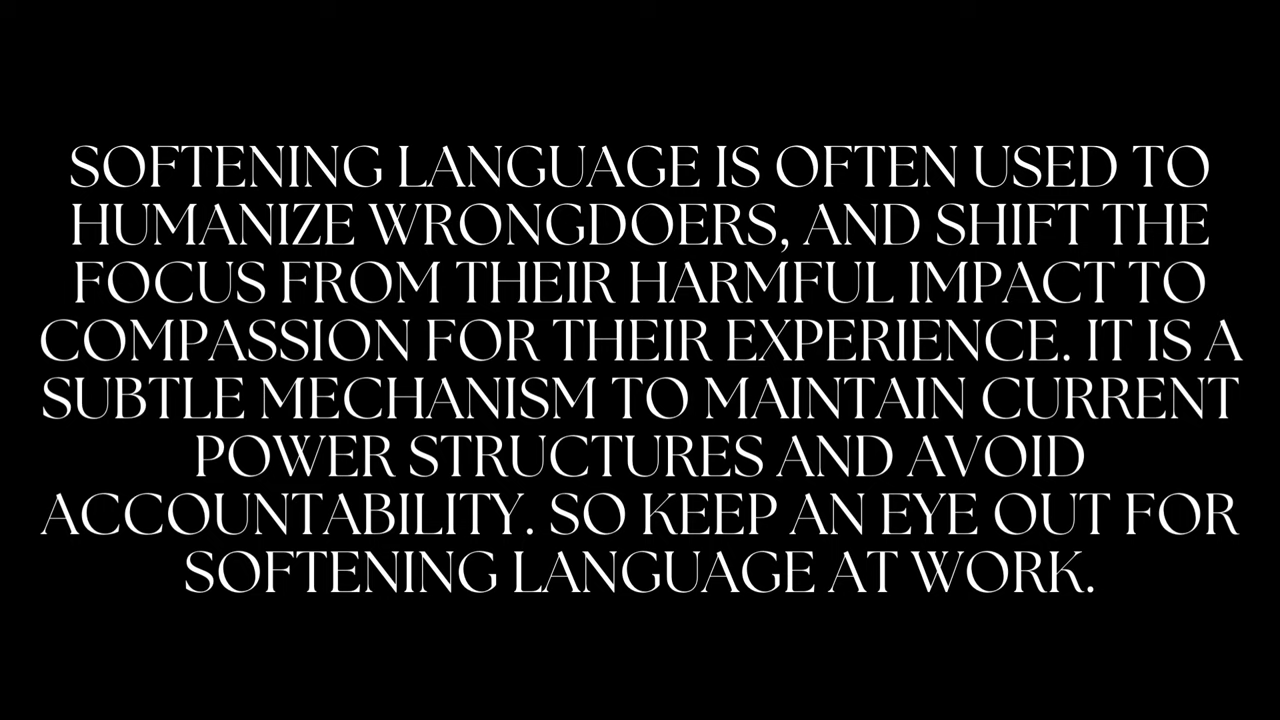 SOFTENING LANGUAGE IS OFTEN USED TO
HUMANIZE WRONGDOERS, AND SHIFT THE
FOCUS FROM THEIR HARMFUL IMPACT TO
COMPASSION FOR THEIR EXPERIENCE. IT IS A
SUBTLE MECHANISM TO MAINTAIN CURRENT
POWER STRUCTURES AND AVOID
ACCOUNTABILITY. SO KEEP AN EYE OUT FOR
SOFTENING LANGUAGE AT WORK.